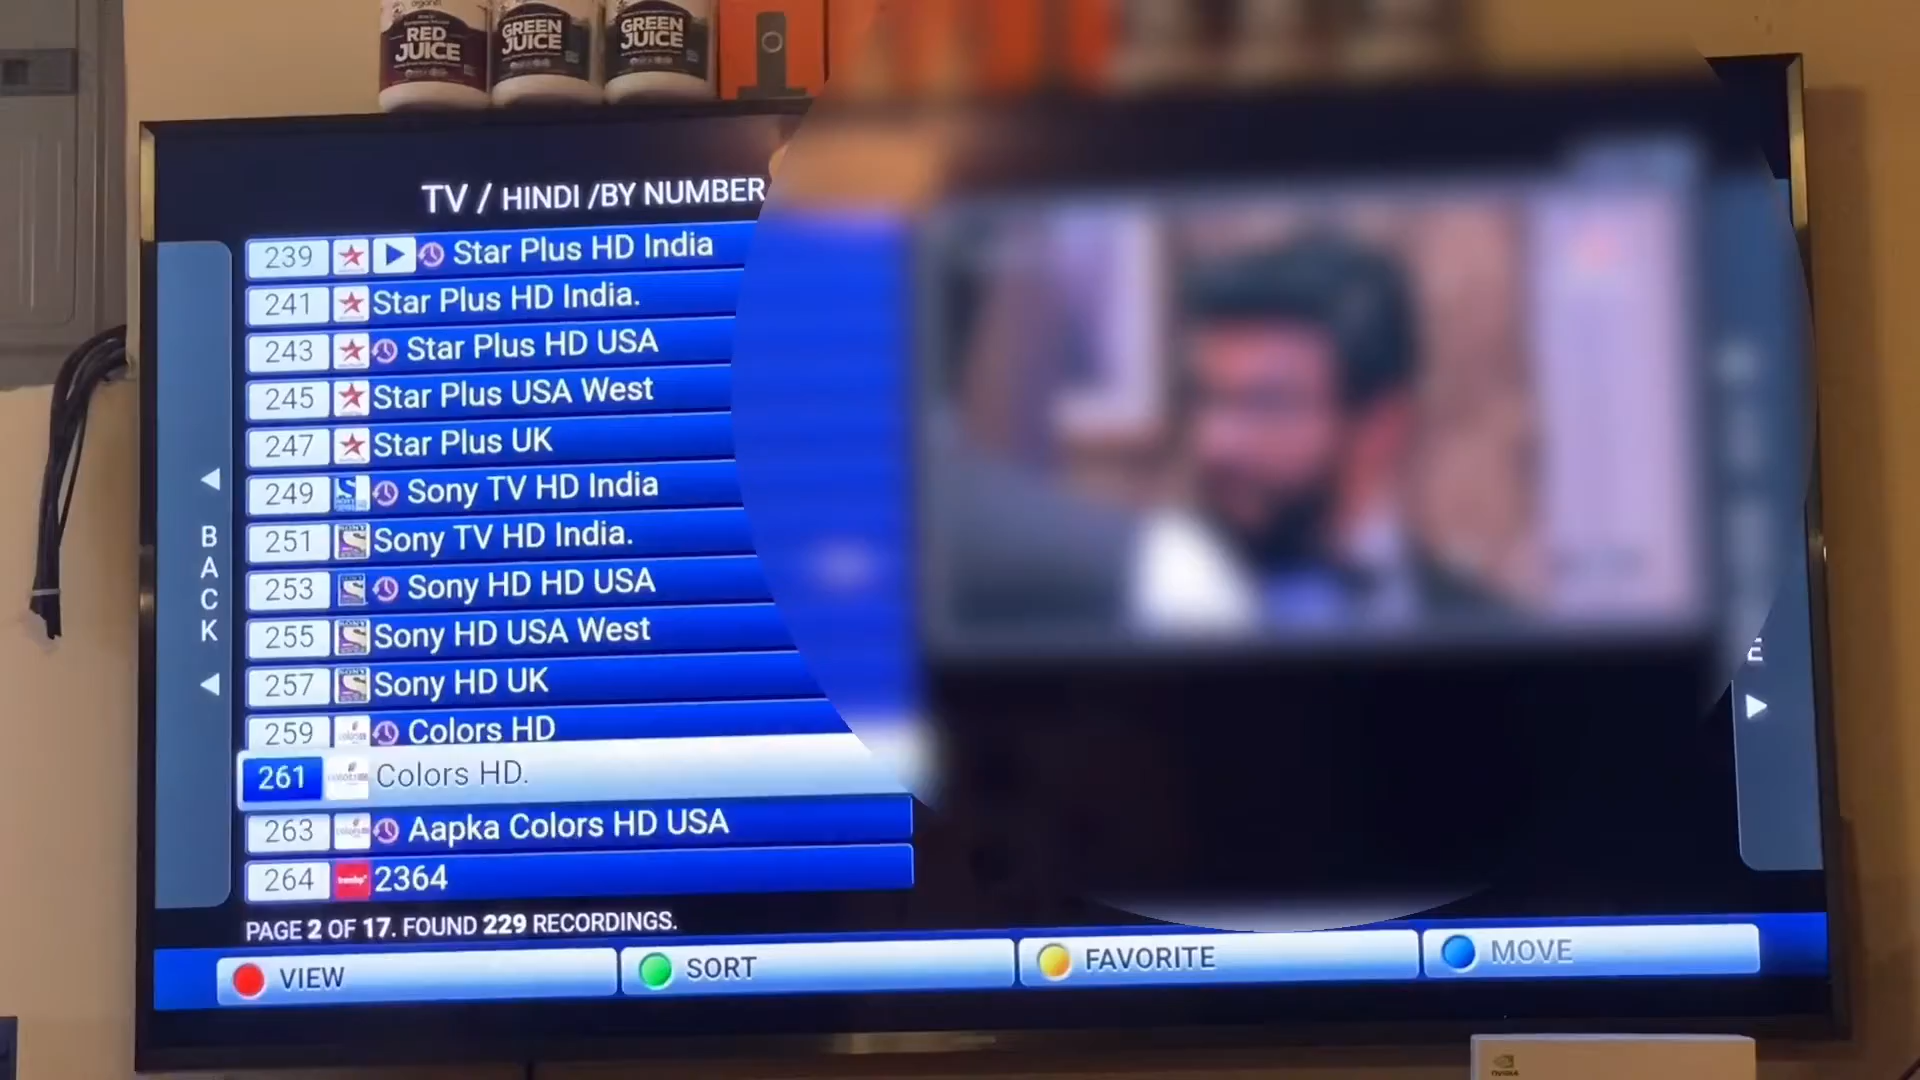 RED
JUICE
GREEN
JUICE
GREEN
JUICE
TV / HINDI /BY NUMBER
239 Star Plus HD India
241 Star Plus HD India.
243 Star Plus HD USA
245 Star Plus USA West
247 Star Plus UK
249 Sony TV HD India
251 Sony TV HD India.
253 Sony HD HD USA
255 Sony HD USA West
257 Sony HD UK
259 Colors HD
261 Colors HD.
263 Aapka Colors HD USA
264 2364
BACK
E
PAGE 2 OF 17. FOUND 229 RECORDINGS.
VIEW
SORT
FAVORITE
MOVE
NVIDIA